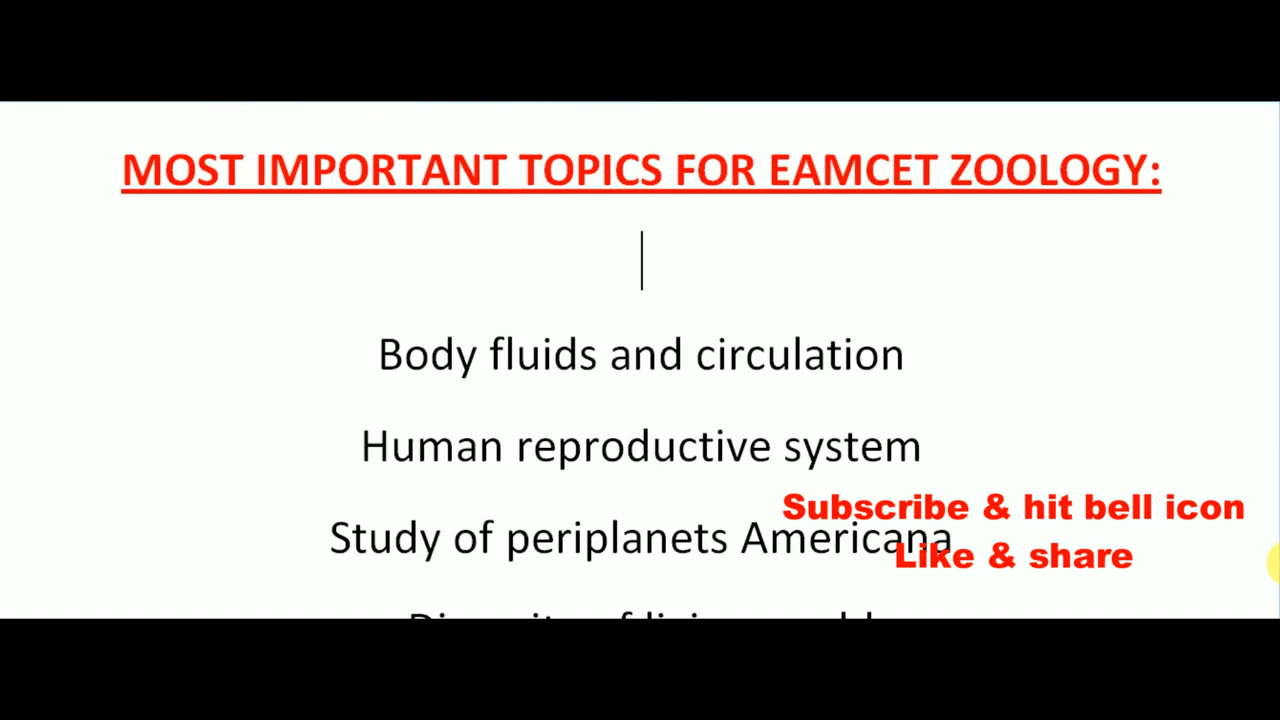 MOST IMPORTANT TOPICS FOR EAMCET ZOOLOGY:
Body fluids and circulation
Human reproductive system
Subscribe & hit bell icon
Study of periplanets Americana
Like & share